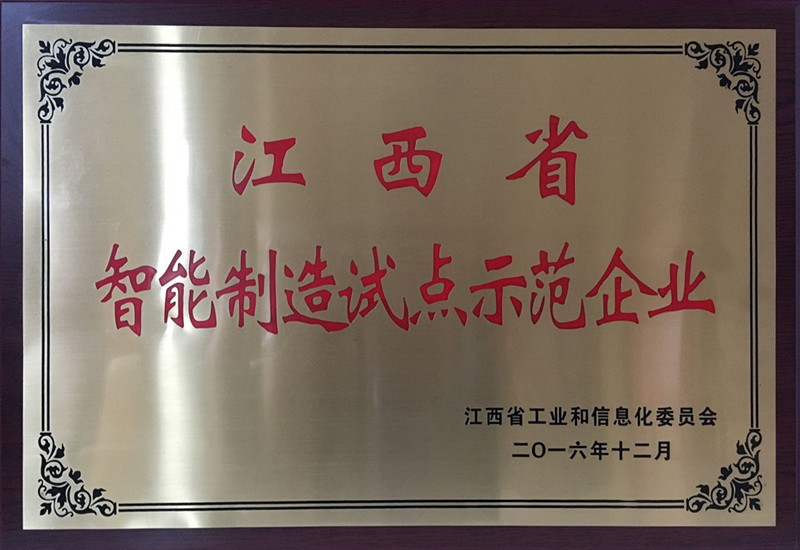 江西省
智能制造试点示范企业
江西省工业和信息化委员会
二〇一六年十二月